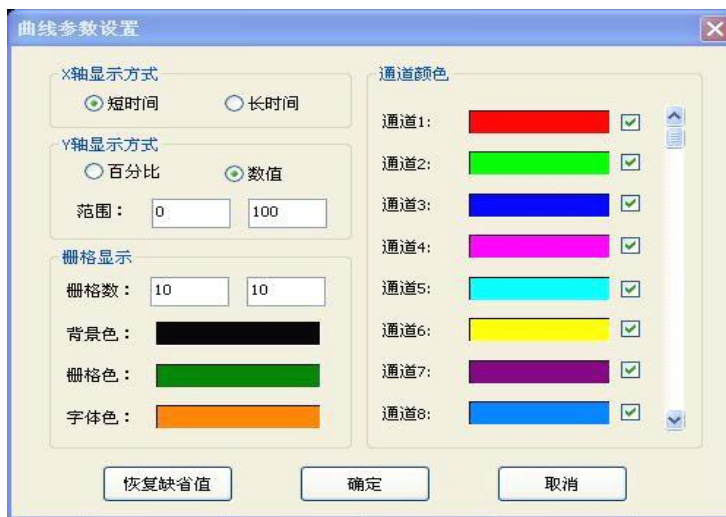 曲线参数设置
X轴显示方式
短时间 长时间
Y轴显示方式
百分比 数值
范围： 0 100
栅格显示
栅格数： 10 10
背景色：
栅格色：
字体色：
通道颜色
通道1:
通道2:
通道3:
通道4:
通道5:
通道6:
通道7:
通道8:
恢复缺省值 确定 取消